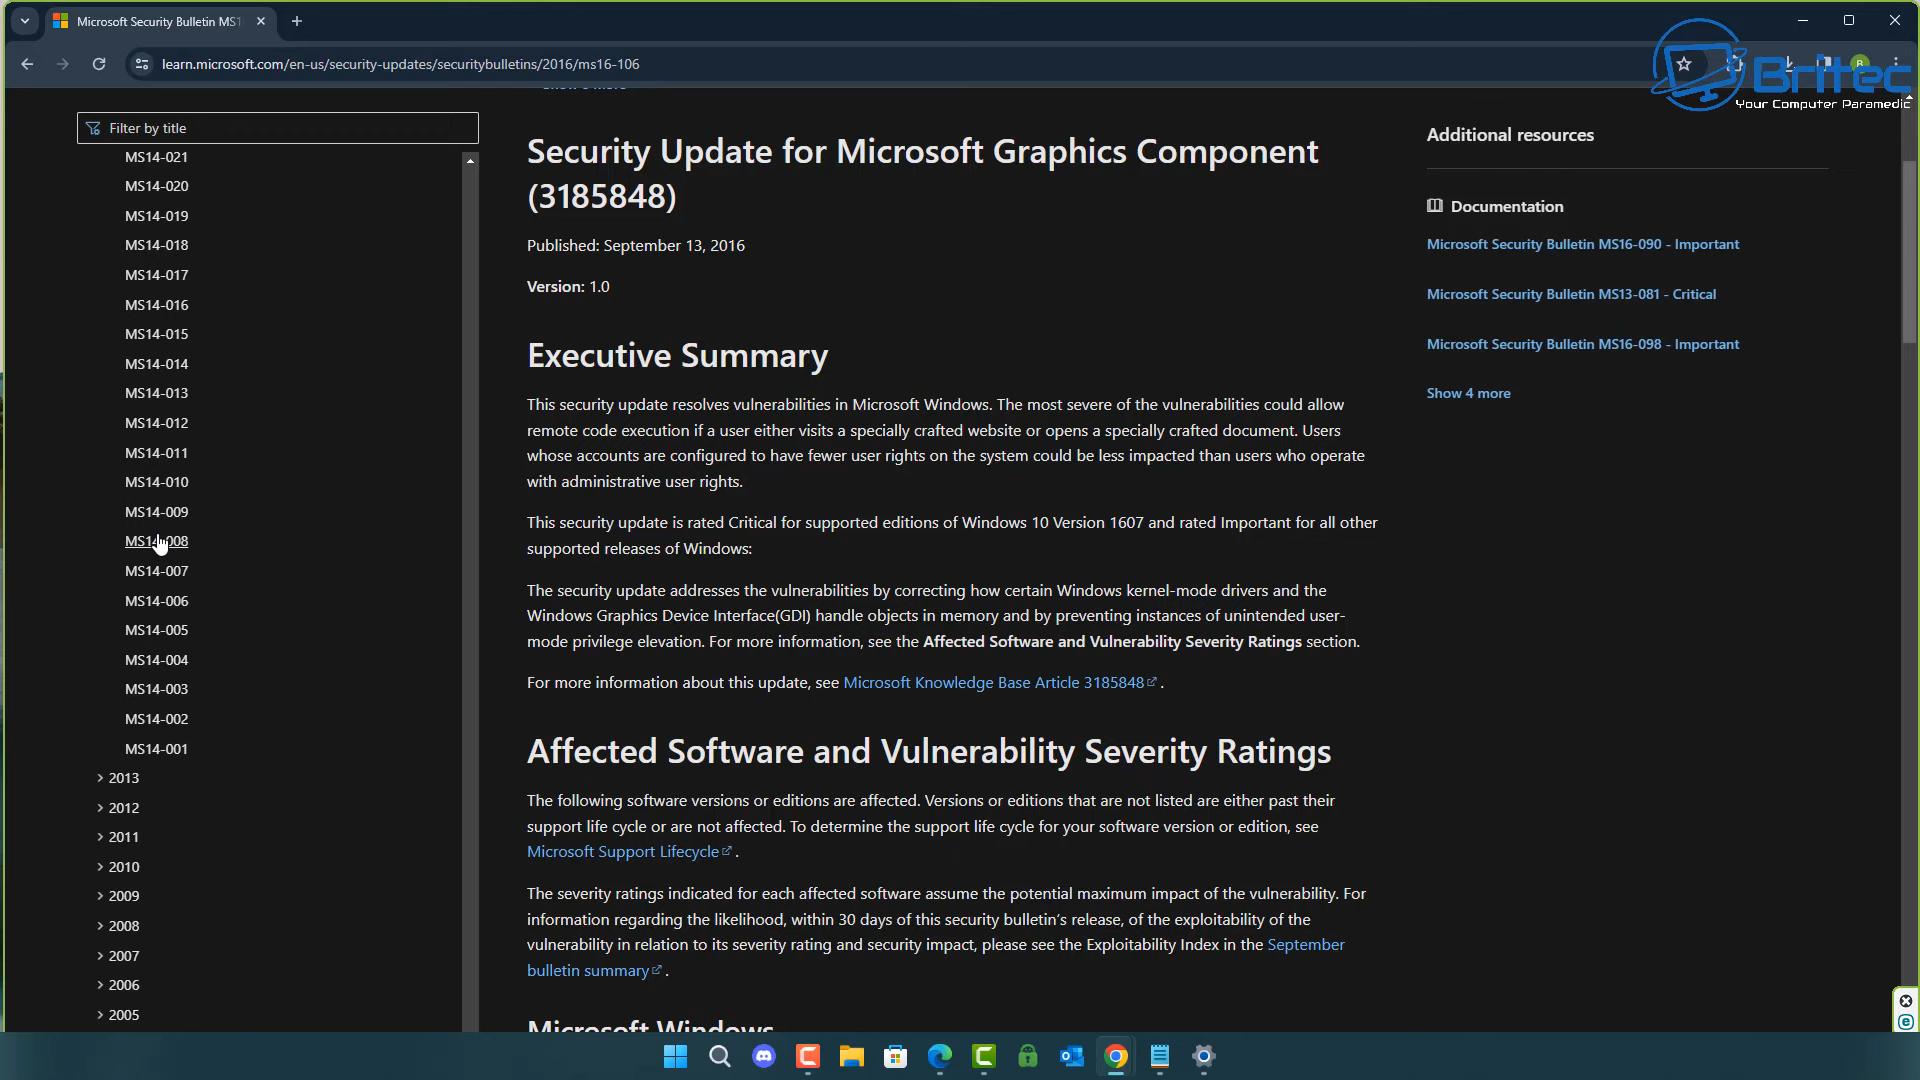 Microsoft Security Bulletin MS1
learn.microsoft.com/en-us/security-updates/securitybulletins/2016/ms16-106
Britec
Your Computer Paramedic
Filter by title
MS14-021
MS14-020
MS14-019
MS14-018
MS14-017
MS14-016
MS14-015
MS14-014
MS14-013
MS14-012
MS14-011
MS14-010
MS14-009
MS14-008
MS14-007
MS14-006
MS14-005
MS14-004
MS14-003
MS14-002
MS14-001
2013
2012
2011
2010
2009
2008
2007
2006
2005
Security Update for Microsoft Graphics Component
(3185848)
Published: September 13, 2016
Version: 1.0
Executive Summary
This security update resolves vulnerabilities in Microsoft Windows. The most severe of the vulnerabilities could allow
remote code execution if a user either visits a specially crafted website or opens a specially crafted document. Users
whose accounts are configured to have fewer user rights on the system could be less impacted than users who operate
with administrative user rights.
This security update is rated Critical for supported editions of Windows 10 Version 1607 and rated Important for all other
supported releases of Windows:
The security update addresses the vulnerabilities by correcting how certain Windows kernel-mode drivers and the
Windows Graphics Device Interface(GDI) handle objects in memory and by preventing instances of unintended user-
mode privilege elevation. For more information, see the Affected Software and Vulnerability Severity Ratings section.
For more information about this update, see Microsoft Knowledge Base Article 3185848 .
Affected Software and Vulnerability Severity Ratings
The following software versions or editions are affected. Versions or editions that are not listed are either past their
support life cycle or are not affected. To determine the support life cycle for your software version or edition, see
Microsoft Support Lifecycle .
The severity ratings indicated for each affected software assume the potential maximum impact of the vulnerability. For
information regarding the likelihood, within 30 days of this security bulletin's release, of the exploitability of the
vulnerability in relation to its severity rating and security impact, please see the Exploitability Index in the September
bulletin summary .
Microsoft Windows
Additional resources
Documentation
Microsoft Security Bulletin MS16-090 - Important
Microsoft Security Bulletin MS13-081 - Critical
Microsoft Security Bulletin MS16-098 - Important
Show 4 more